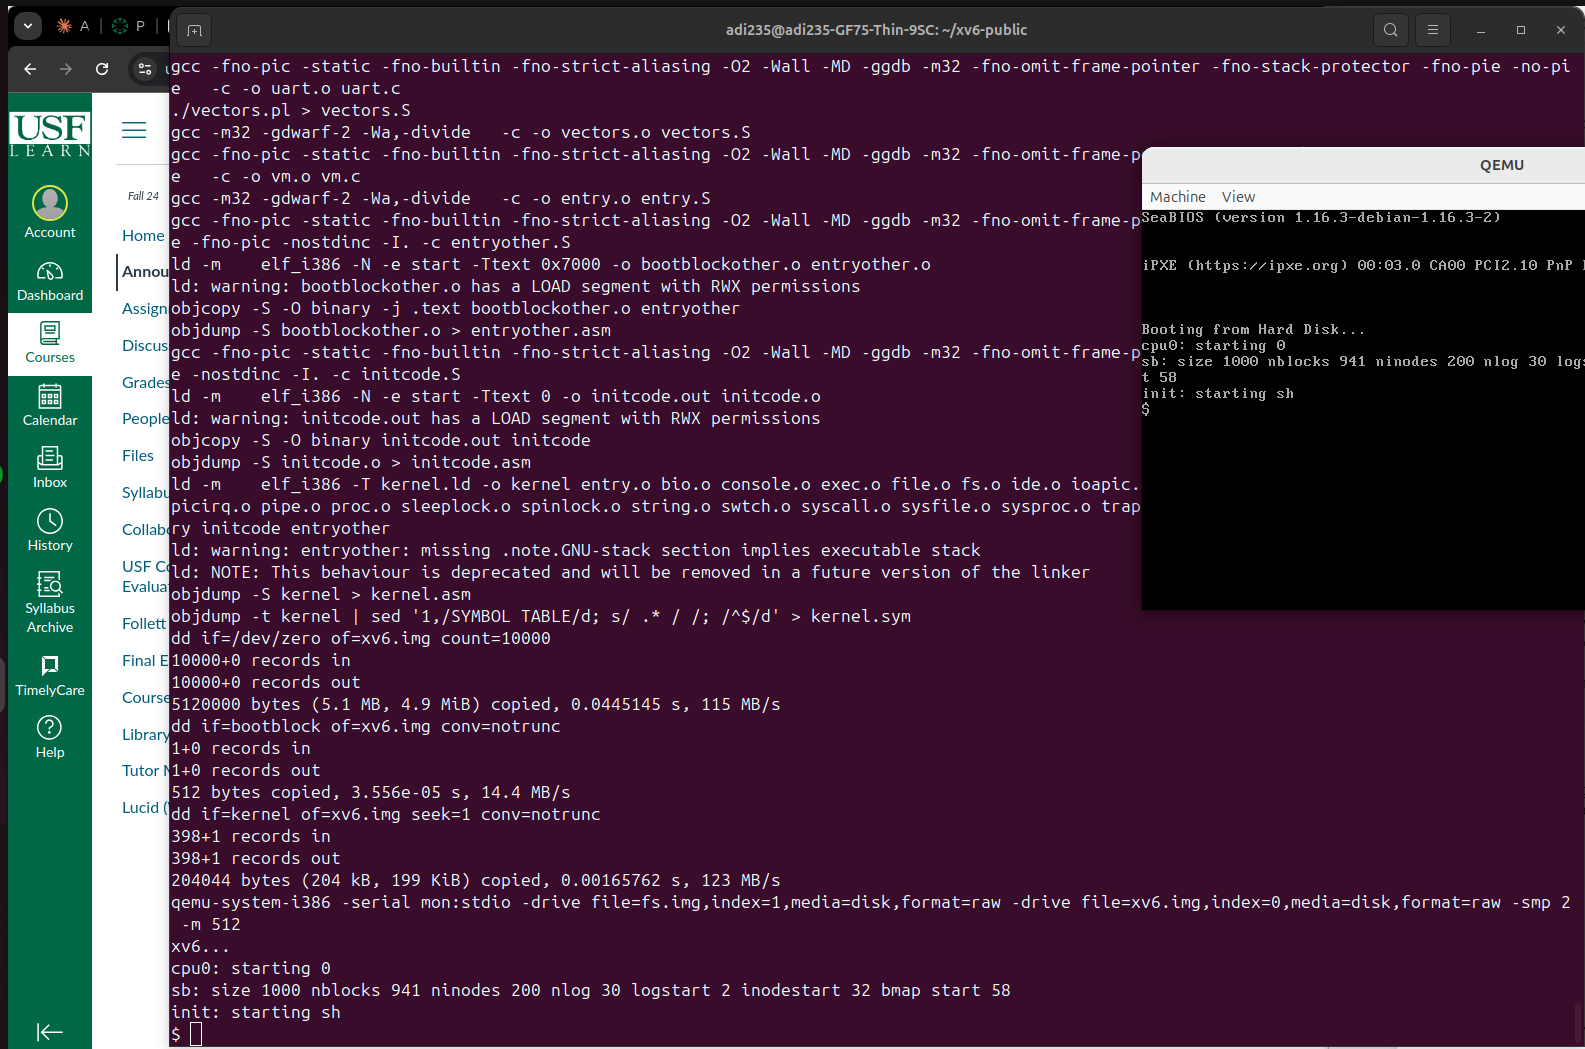 A
P
adi235@adi235-GF75-Thin-9SC: ~/xv6-public
USF
LEARN
Account
Dashboard
Courses
Calendar
Inbox
History
Syllabus
Archive
TimelyCare
Help
Fall 24
Home
Annou
Assign
Discus
Grades
People
Files
Syllabu
Collabo
USF Co
Evaluat
Follett
Final E
Course
Library
Tutor M
Lucid (
gcc -fno-pic -static -fno-builtin -fno-strict-aliasing -O2 -Wall -MD -ggdb -m32 -fno-omit-frame-pointer -fno-stack-protector -fno-pie -no-pi
e   -c -o uart.o uart.c
./vectors.pl > vectors.S
gcc -m32 -gdwarf-2 -Wa,-divide   -c -o vectors.o vectors.S
gcc -fno-pic -static -fno-builtin -fno-strict-aliasing -O2 -Wall -MD -ggdb -m32 -fno-omit-frame-p
e   -c -o vm.o vm.c
gcc -m32 -gdwarf-2 -Wa,-divide   -c -o entry.o entry.S
gcc -fno-pic -static -fno-builtin -fno-strict-aliasing -O2 -Wall -MD -ggdb -m32 -fno-omit-frame-p
e -fno-pic -nostdinc -I. -c entryother.S
ld -m    elf_i386 -N -e start -Ttext 0x7000 -o bootblockother.o entryother.o
ld: warning: bootblockother.o has a LOAD segment with RWX permissions
objcopy -S -O binary -j .text bootblockother.o entryother
objdump -S bootblockother.o > entryother.asm
gcc -fno-pic -static -fno-builtin -fno-strict-aliasing -O2 -Wall -MD -ggdb -m32 -fno-omit-frame-p
e -nostdinc -I. -c initcode.S
ld -m    elf_i386 -N -e start -Ttext 0 -o initcode.out initcode.o
ld: warning: initcode.out has a LOAD segment with RWX permissions
objcopy -S -O binary initcode.out initcode
objdump -S initcode.o > initcode.asm
ld -m    elf_i386 -T kernel.ld -o kernel entry.o bio.o console.o exec.o file.o fs.o ide.o ioapic.
picirq.o pipe.o proc.o sleeplock.o spinlock.o string.o swtch.o syscall.o sysfile.o sysproc.o trap
ry initcode entryother
ld: warning: entryother: missing .note.GNU-stack section implies executable stack
ld: NOTE: This behaviour is deprecated and will be removed in a future version of the linker
objdump -S kernel > kernel.asm
objdump -t kernel | sed '1,/SYMBOL TABLE/d; s/ .* / /; /^$/d' > kernel.sym
dd if=/dev/zero of=xv6.img count=10000
10000+0 records in
10000+0 records out
5120000 bytes (5.1 MB, 4.9 MiB) copied, 0.0445145 s, 115 MB/s
dd if=bootblock of=xv6.img conv=notrunc
1+0 records in
1+0 records out
512 bytes copied, 3.556e-05 s, 14.4 MB/s
dd if=kernel of=xv6.img seek=1 conv=notrunc
398+1 records in
398+1 records out
204044 bytes (204 kB, 199 KiB) copied, 0.00165762 s, 123 MB/s
qemu-system-i386 -serial mon:stdio -drive file=fs.img,index=1,media=disk,format=raw -drive file=xv6.img,index=0,media=disk,format=raw -smp 2
 -m 512
xv6...
cpu0: starting 0
sb: size 1000 nblocks 941 ninodes 200 nlog 30 logstart 2 inodestart 32 bmap start 58
init: starting sh
$
QEMU
Machine View
SeaBIOS (version 1.16.3-debian-1.16.3-2)
iPXE (https://ipxe.org) 00:03.0 CA00 PCI2.10 PnP
Booting from Hard Disk...
cpu0: starting 0
sb: size 1000 nblocks 941 ninodes 200 nlog 30 logs
t 58
init: starting sh
$